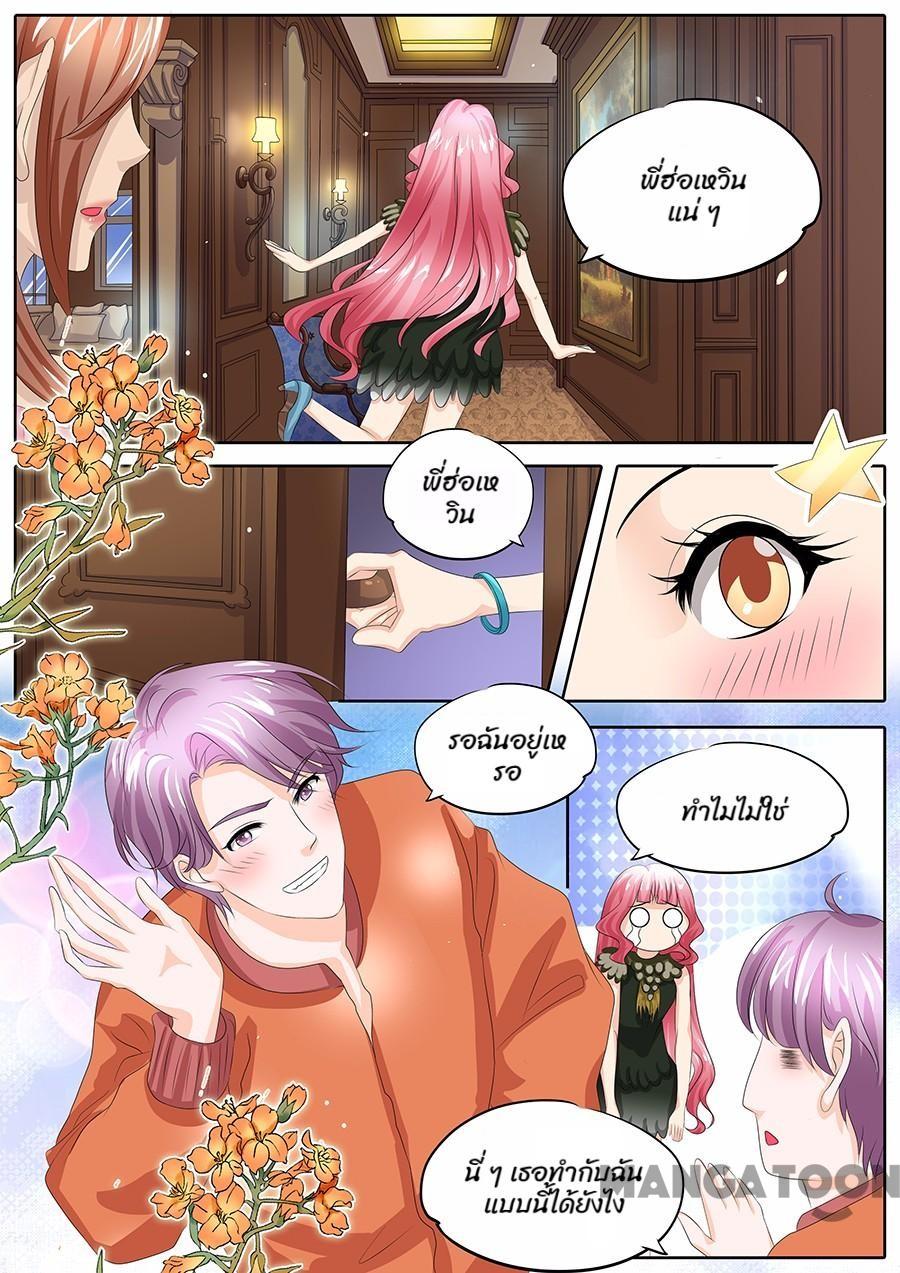 พี่ฮ่อเหวิน
แน่ ๆ
พี่ฮ่อเห
วิน
รอฉันอยู่เห
รอ
ทำไมไม่ใช่
นี่ ๆ เธอทำกับฉัน
แบบนี้ได้ยังไง
MANGATOON